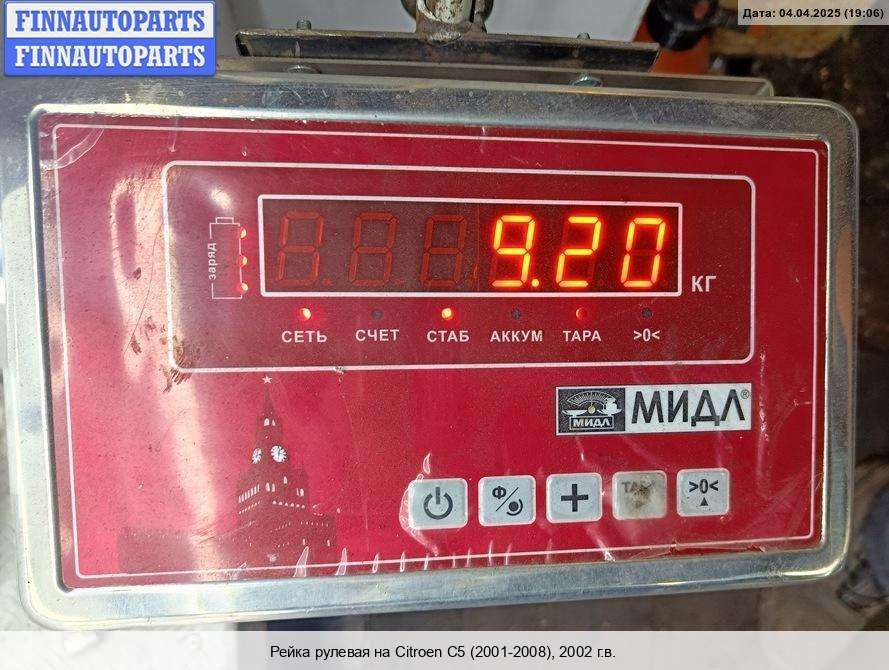 FINNAUTOPARTS
FINNAUTOPARTS
Дата: 04.04.2025 (19:06)
заряд
9.20
КГ
СЕТЬ СЧЕТ СТАБ АККУМ ТАРА >0<
МИДЛ
МИДЛ®
Ф
>0<
Рейка рулевая на Citroen C5 (2001-2008), 2002 г.в.